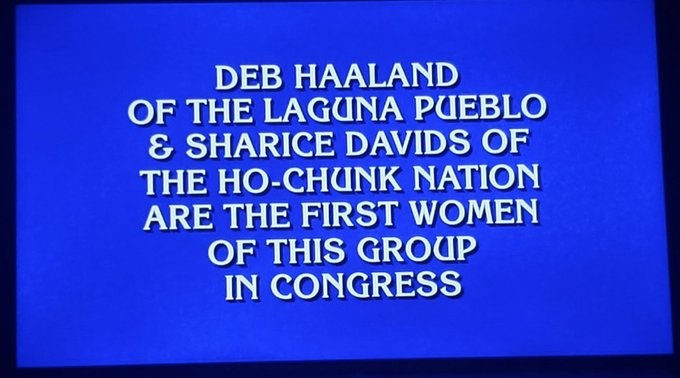 DEB HAALAND
OF THE LAGUNA PUEBLO
& SHARICE DAVIDS OF
THE HO-CHUNK NATION
ARE THE FIRST WOMEN
OF THIS GROUP
IN CONGRESS